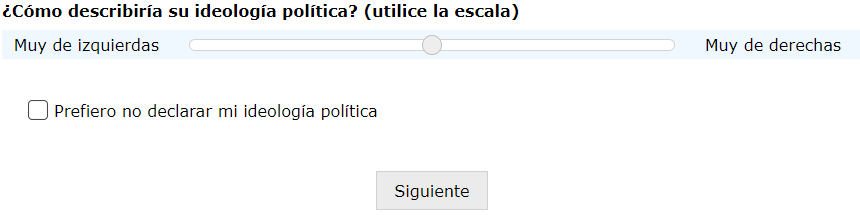 ¿Cómo describiría su ideología política? (utilice la escala)
Muy de izquierdas Muy de derechas
Prefiero no declarar mi ideología política
Siguiente